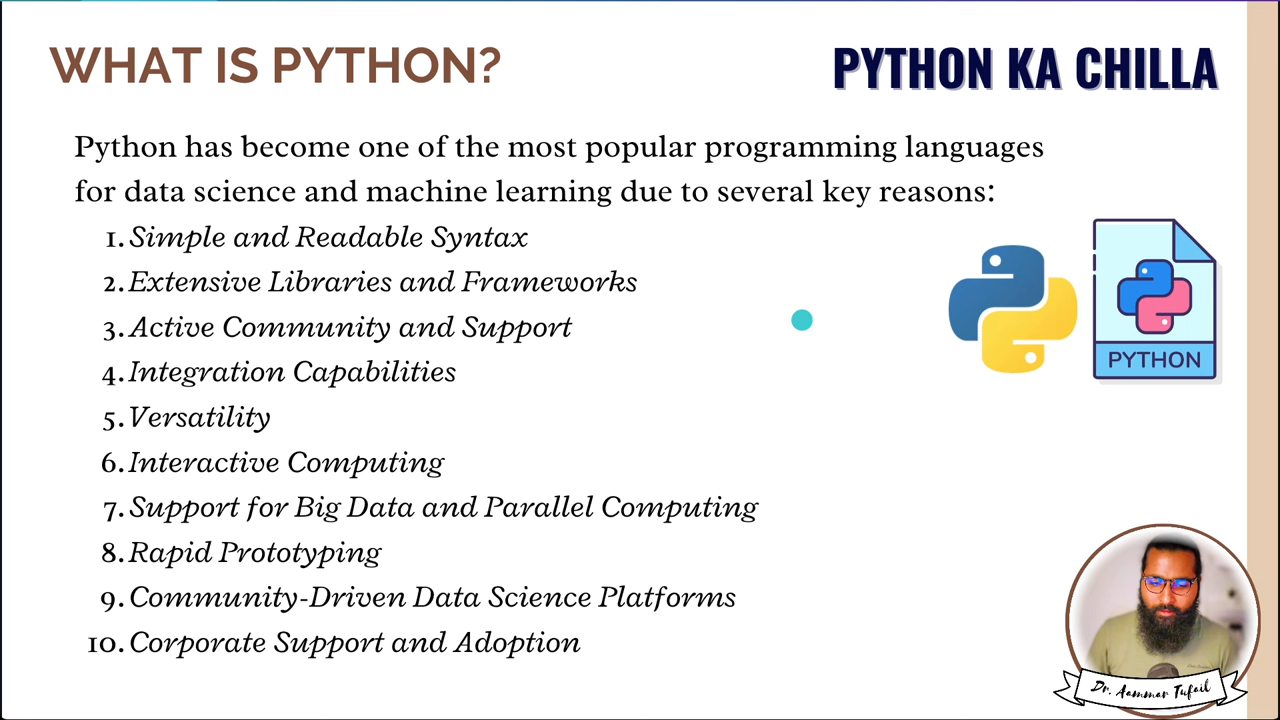 WHAT IS PYTHON?
PYTHON KA CHILLA
Python has become one of the most popular programming languages
for data science and machine learning due to several key reasons:
1. Simple and Readable Syntax
2. Extensive Libraries and Frameworks
3. Active Community and Support
4. Integration Capabilities
5. Versatility
6. Interactive Computing
7. Support for Big Data and Parallel Computing
8. Rapid Prototyping
9. Community-Driven Data Science Platforms
10. Corporate Support and Adoption
PYTHON
Dr. Aammar Tufail